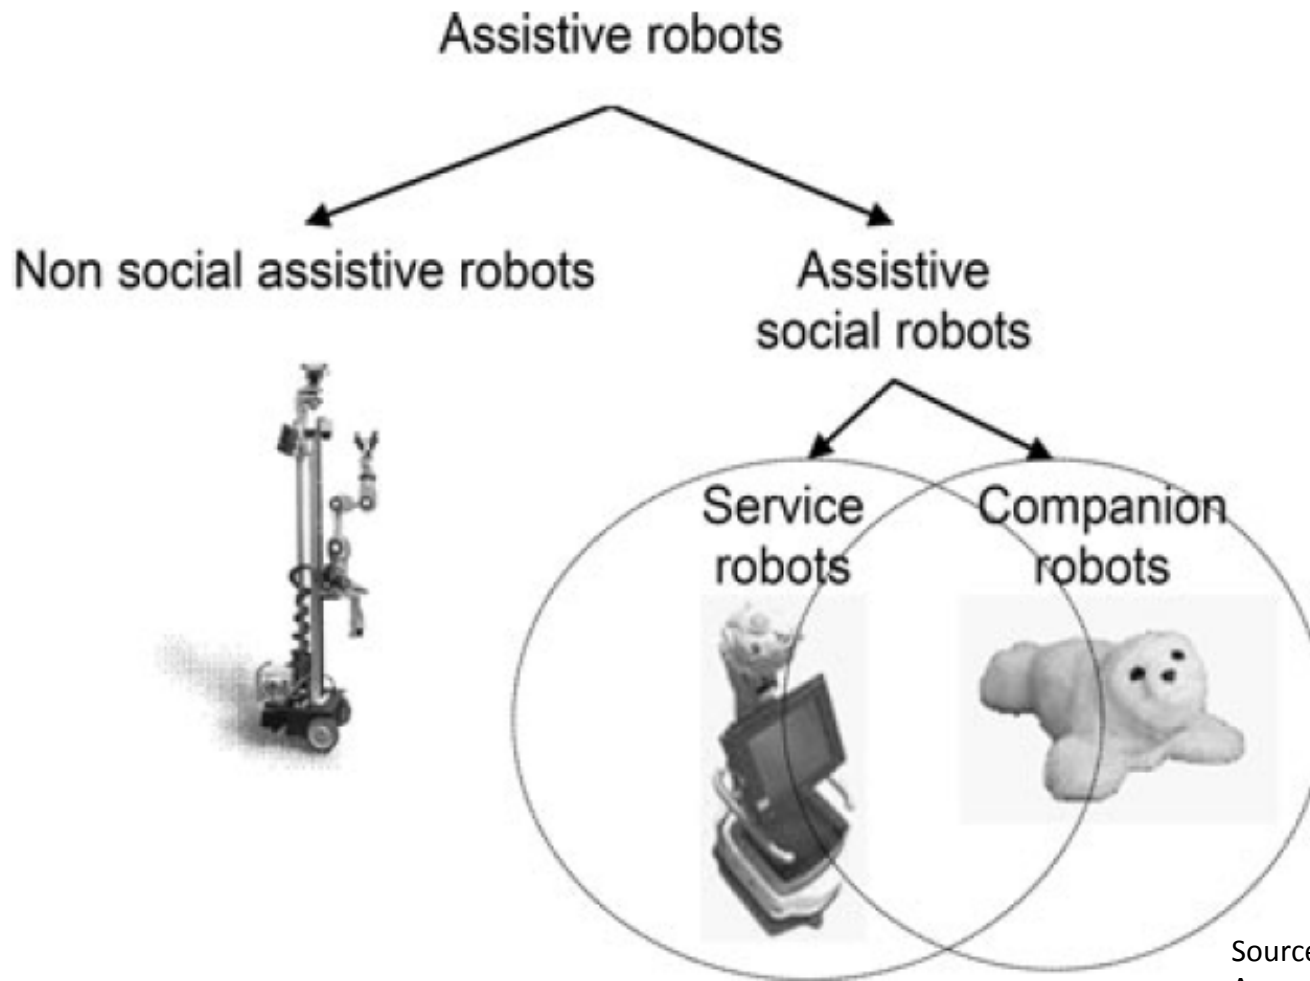 Assistive robots
Non social assistive robots
Assistive
social robots
Service
robots
Companion
robots
Source